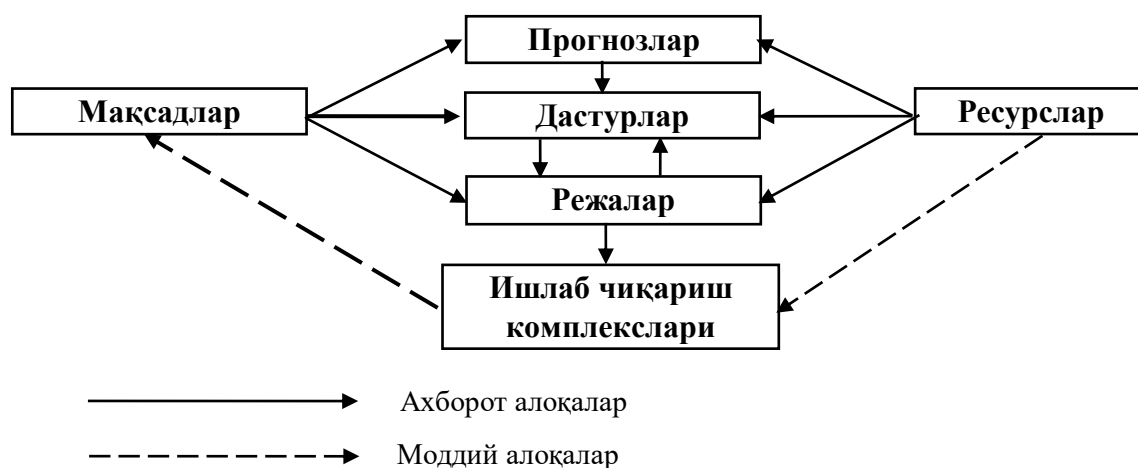 Прогнозлар
Мақсадлар
Дастурлар
Ресурслар
Режалар
Ишлаб чиқариш
комплекслари
Ахборот алоқалар
Моддий алоқалар